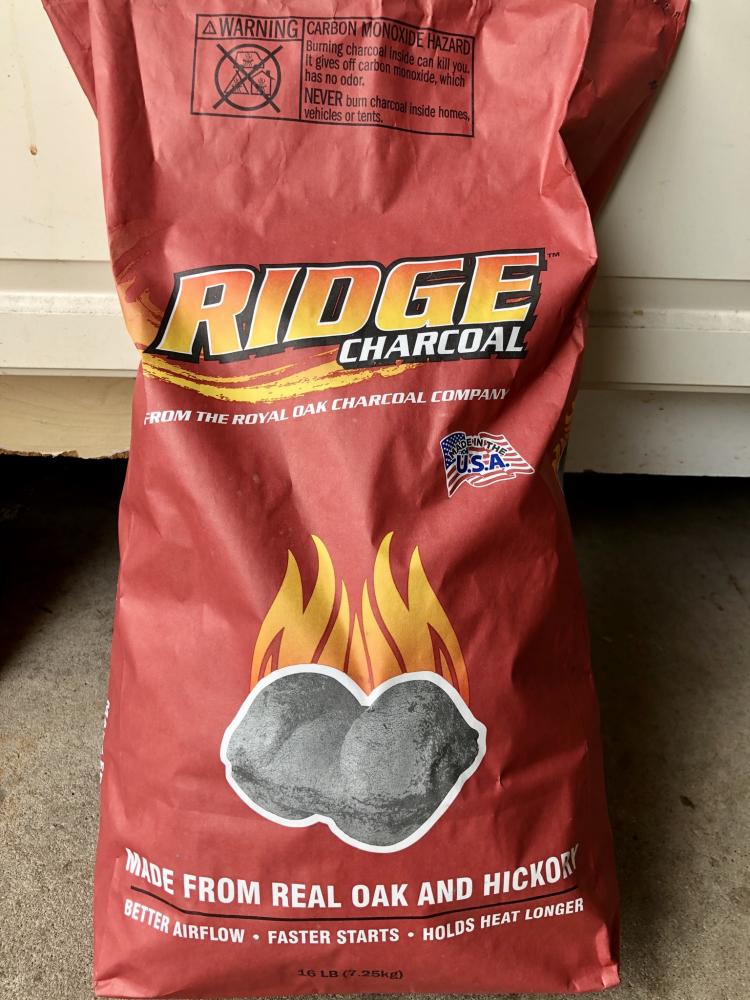 WARNING
CARBON MONOXIDE HAZARD
Burning charcoal inside can kill you.
It gives off carbon monoxide, which
has no odor.
NEVER burn charcoal inside homes,
vehicles or tents.
RIDGE™
CHARCOAL
FROM THE ROYAL OAK CHARCOAL COMPANY
MADE IN THE
U.S.A.
MADE FROM REAL OAK AND HICKORY
BETTER AIRFLOW • FASTER STARTS • HOLDS HEAT LONGER
16 LB (7.25kg)